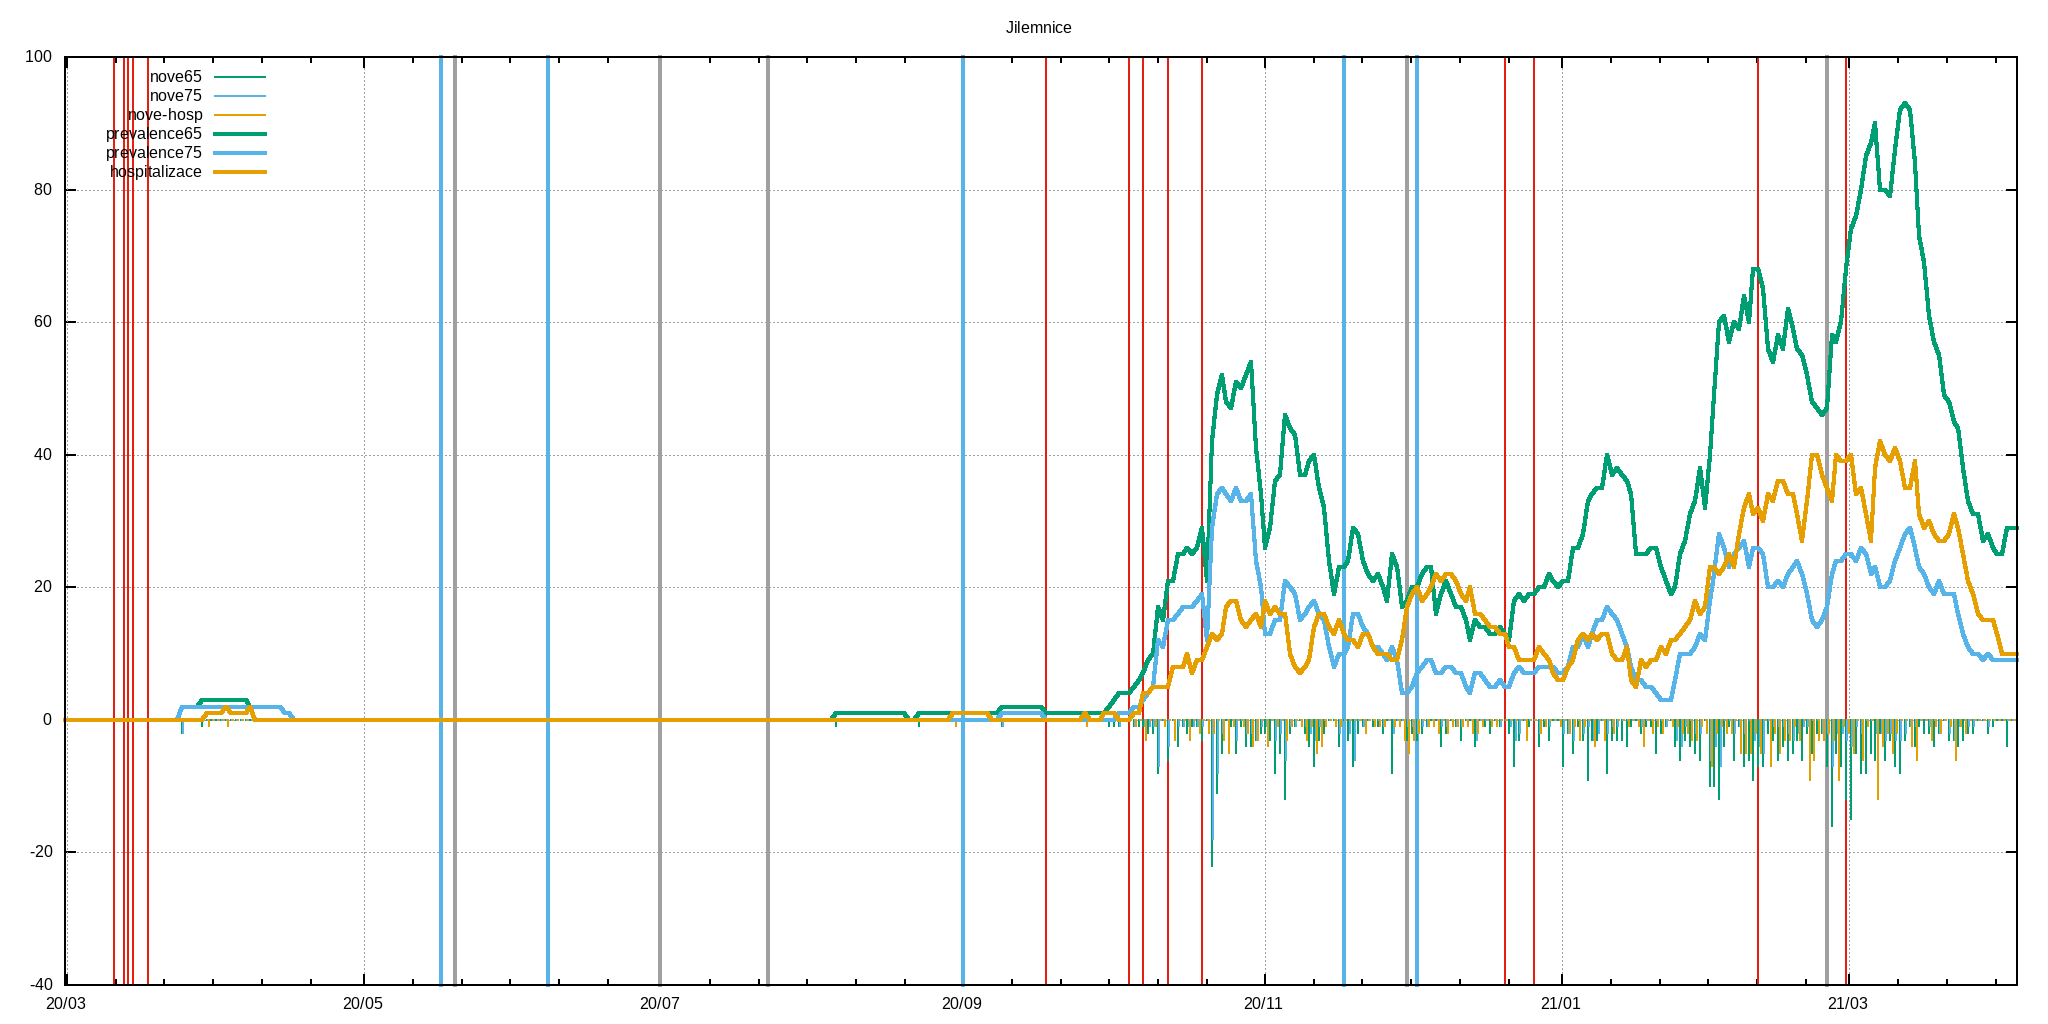 Jilemnice
100
nove65
nove75
nove-hosp
prevalence65
prevalence75
hospitalizace
80
60
40
20
0
-20
-40
20/03 20/05 20/07 20/09 20/11 21/01 21/03